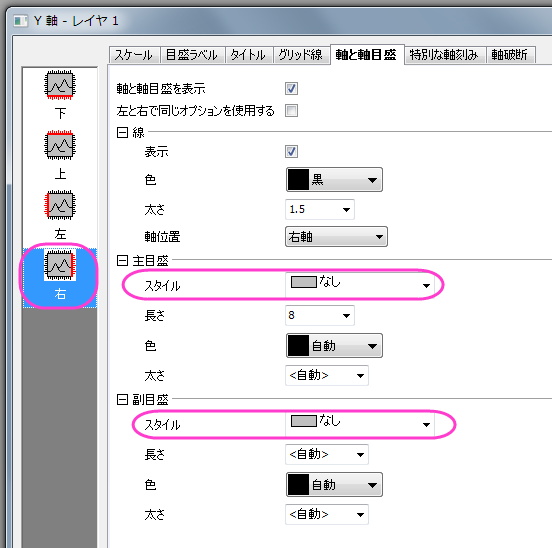 Y 軸 - レイヤ 1
スケール 目盛ラベル タイトル グリッド線 軸と軸目盛 特別な軸刻み 軸破断
下
上
左
右
軸と軸目盛を表示
左と右で同じオプションを使用する
線
表示
色 黒
太さ 1.5
軸位置 右軸
主目盛
スタイル なし
長さ 8
色 自動
太さ <自動>
副目盛
スタイル なし
長さ <自動>
色 自動
太さ <自動>